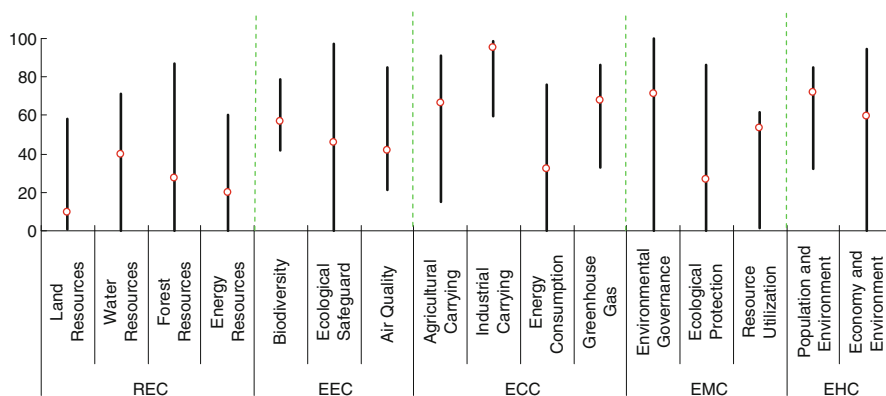 100
80
60
40
20
0
Land
Resources
Water
Resources
Forest
Resources
Energy
Resources
Biodiversity
Ecological
Safeguard
Air Quality
Agricultural
Carrying
Industrial
Carrying
Energy
Consumption
Greenhouse
Gas
Environmental
Governance
Ecological
Protection
Resource
Utilization
Population and
Environment
Economy and
Environment
REC
EEC
ECC
EMC
EHC